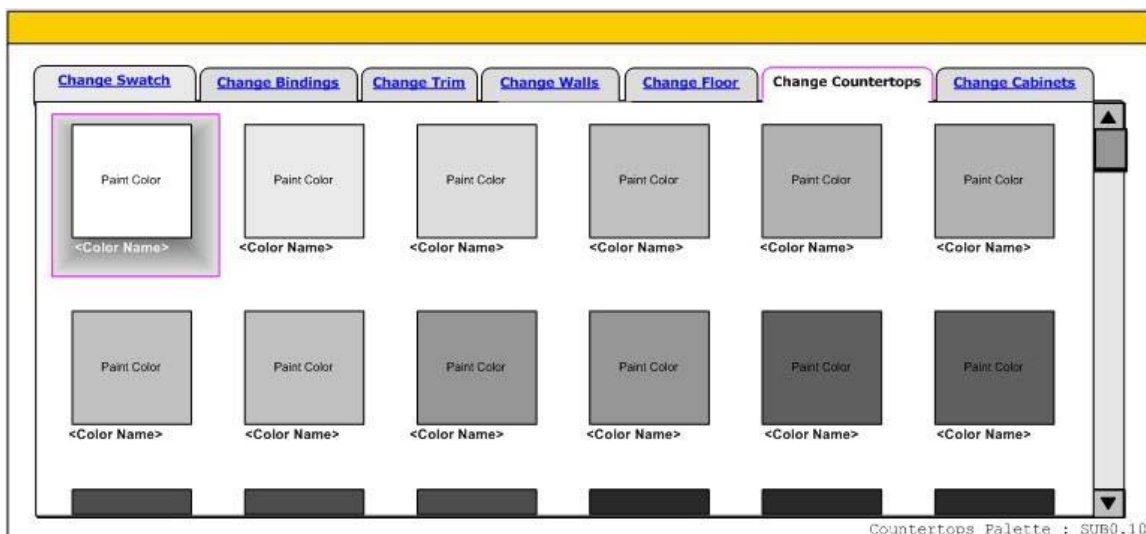 Change Swatch Change Bindings Change Trim Change Walls Change Floor Change Countertops Change Cabinets
Paint Color Paint Color Paint Color Paint Color Paint Color Paint Color
<Color Name> <Color Name> <Color Name> <Color Name> <Color Name> <Color Name>
Paint Color Paint Color Paint Color Paint Color Paint Color Paint Color
<Color Name> <Color Name> <Color Name> <Color Name> <Color Name> <Color Name>
Countertops Palette : SUB0.10